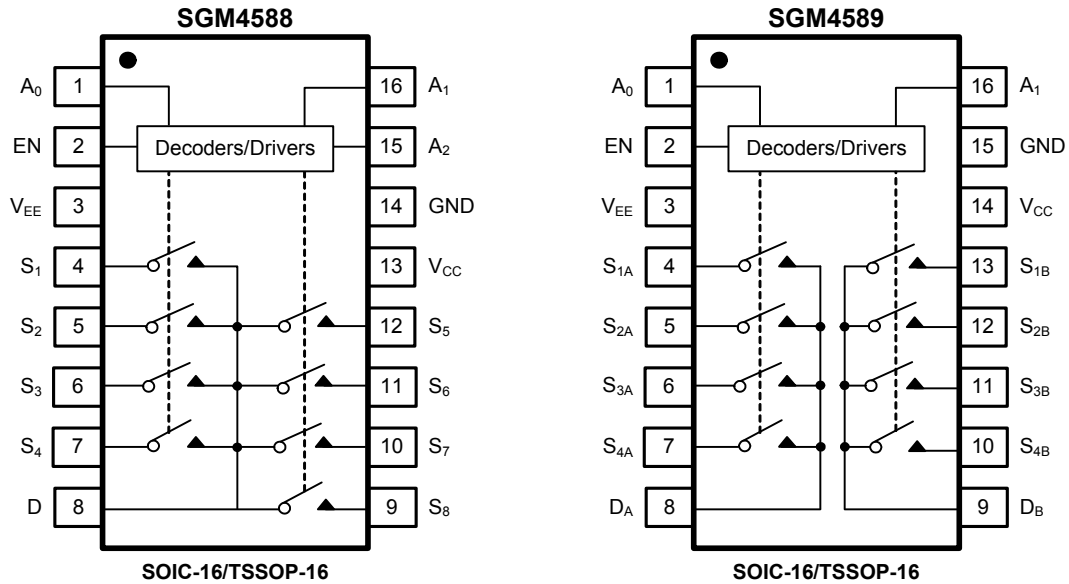 SGM4588
A₀ 1 16 A₁
EN 2 Decoders/Drivers 15 A₂
VEE 3 14 GND
S₁ 4 13 VCC
S₂ 5 12 S₅
S₃ 6 11 S₆
S₄ 7 10 S₇
D 8 9 S₈
SOIC-16/TSSOP-16
SGM4589
A₀ 1 16 A₁
EN 2 Decoders/Drivers 15 GND
VEE 3 14 VCC
S1A 4 13 S1B
S2A 5 12 S2B
S3A 6 11 S3B
S4A 7 10 S4B
DA 8 9 DB
SOIC-16/TSSOP-16